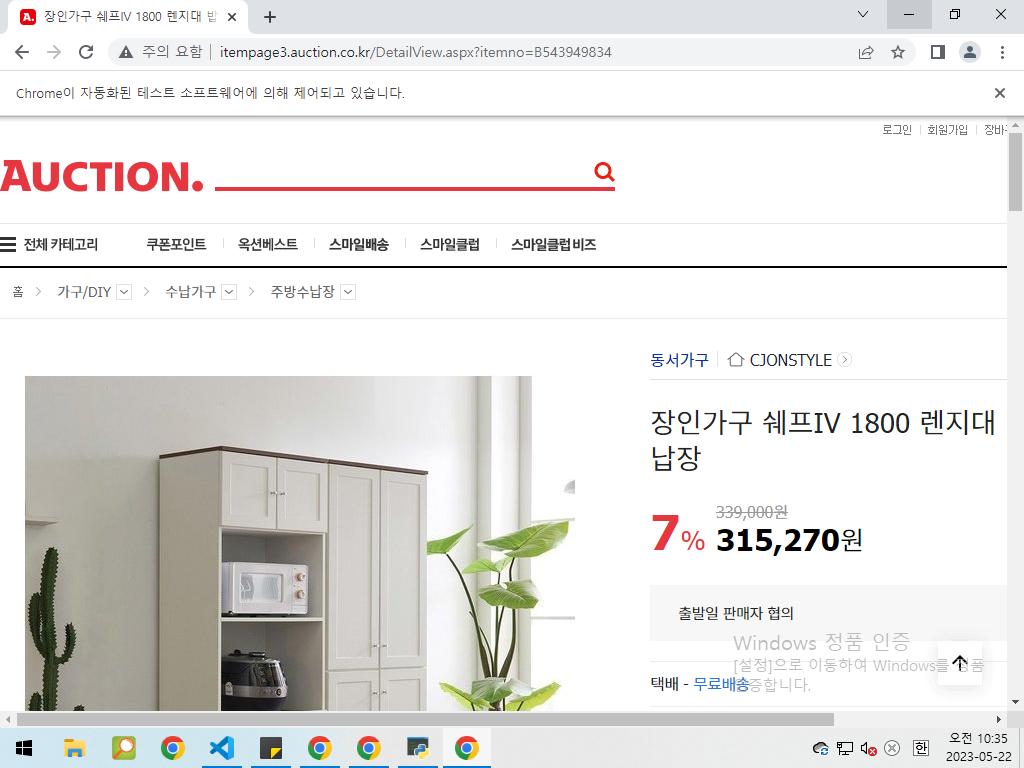 장인가구 쉐프IV 1800 렌지대 밥
주의 요함
itempage3.auction.co.kr/DetailView.aspx?itemno=B543949834
Chrome이 자동화된 테스트 소프트웨어에 의해 제어되고 있습니다.
로그인 회원가입 장바
AUCTION.
전체 카테고리 쿠폰포인트 옥션베스트 스마일배송 스마일클럽 스마일클럽 비즈
홈 가구/DIY 수납가구 주방수납장
동서가구 CJONSTYLE
장인가구 쉐프IV 1800 렌지대
납장
339,000원
7% 315,270원
출발일 판매자 협의
Windows 정품 인증
[설정]으로 이동하여 Windows를 정품
택배 - 무료배송
인증합니다.
한
오전 10:35
2023-05-22